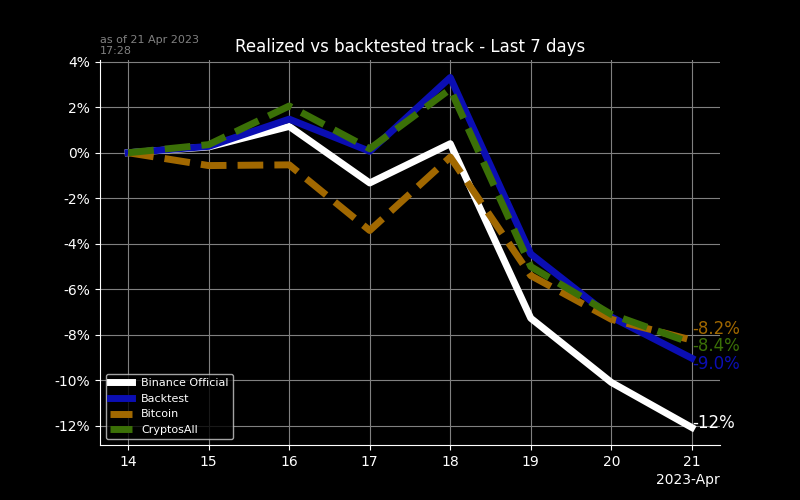 as of 21 Apr 2023
17:28
Realized vs backtested track - Last 7 days
4%
2%
0%
-2%
-4%
-6%
-8%
-10%
-12%
-8.2%
-8.4%
-9.0%
-12%
Binance Official
Backtest
Bitcoin
CryptosAll
14 15 16 17 18 19 20 21
2023-Apr